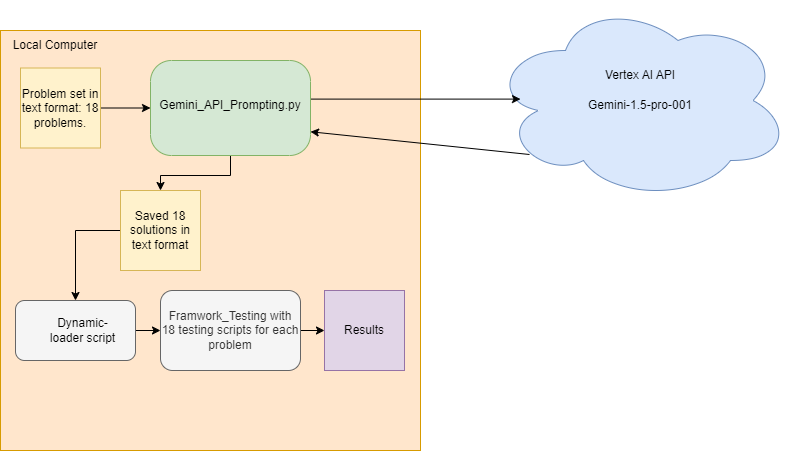 Local Computer
Problem set in
text format: 18
problems.
Gemini_API_Prompting.py
Vertex AI API
Gemini-1.5-pro-001
Saved 18
solutions in
text format
Dynamic-
loader script
Framwork_Testing with
18 testing scripts for each
problem
Results